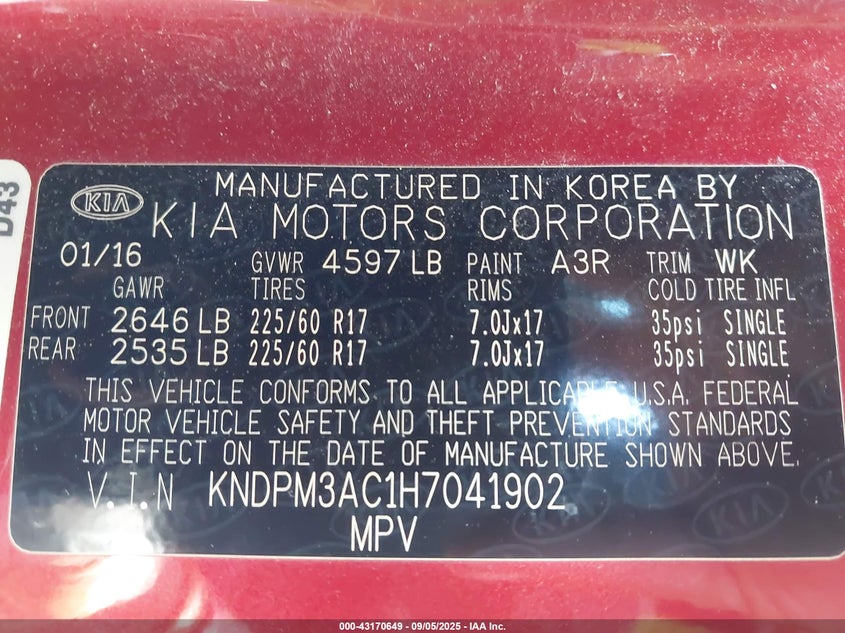 D43
MANUFACTURED IN KOREA BY
KIA KIA MOTORS CORPORATION
01/16 GVWR 4597 LB PAINT A3R TRIM WK
GAWR TIRES RIMS COLD TIRE INFL
FRONT 2646 LB 225/60 R17 7.0Jx17 35psi SINGLE
REAR 2535 LB 225/60 R17 7.0Jx17 35psi SINGLE
THIS VEHICLE CONFORMS TO ALL APPLICABLE U.S.A. FEDERAL
MOTOR VEHICLE SAFETY AND THEFT PREVENTION STANDARDS
IN EFFECT ON THE DATE OF MANUFACTURE SHOWN ABOVE.
V.I.N KNDPM3AC1H7041902
MPV
000-43170649 - 09/05/2025 - IAA Inc.